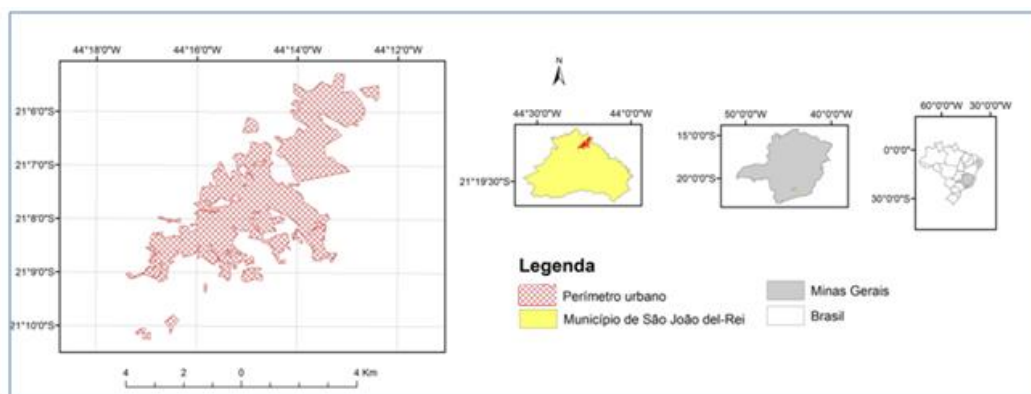 44°18'0"W 44°16'0"W 44°14'0"W 44°12'0"W
21°6'0"S
21°7'0"S
21°8'0"S
21°9'0"S
21°10'0"S
4 2 0 4 Km
N
44°30'0"W 44°0'0"W
21°19'30"S
50°0'0"W 40°0'0"W
15°0'0"S
20°0'0"S
60°0'0"W 30°0'0"W
0°0'0"
30°0'0"S
Legenda
Perímetro urbano
Município de São João del-Rei
Minas Gerais
Brasil